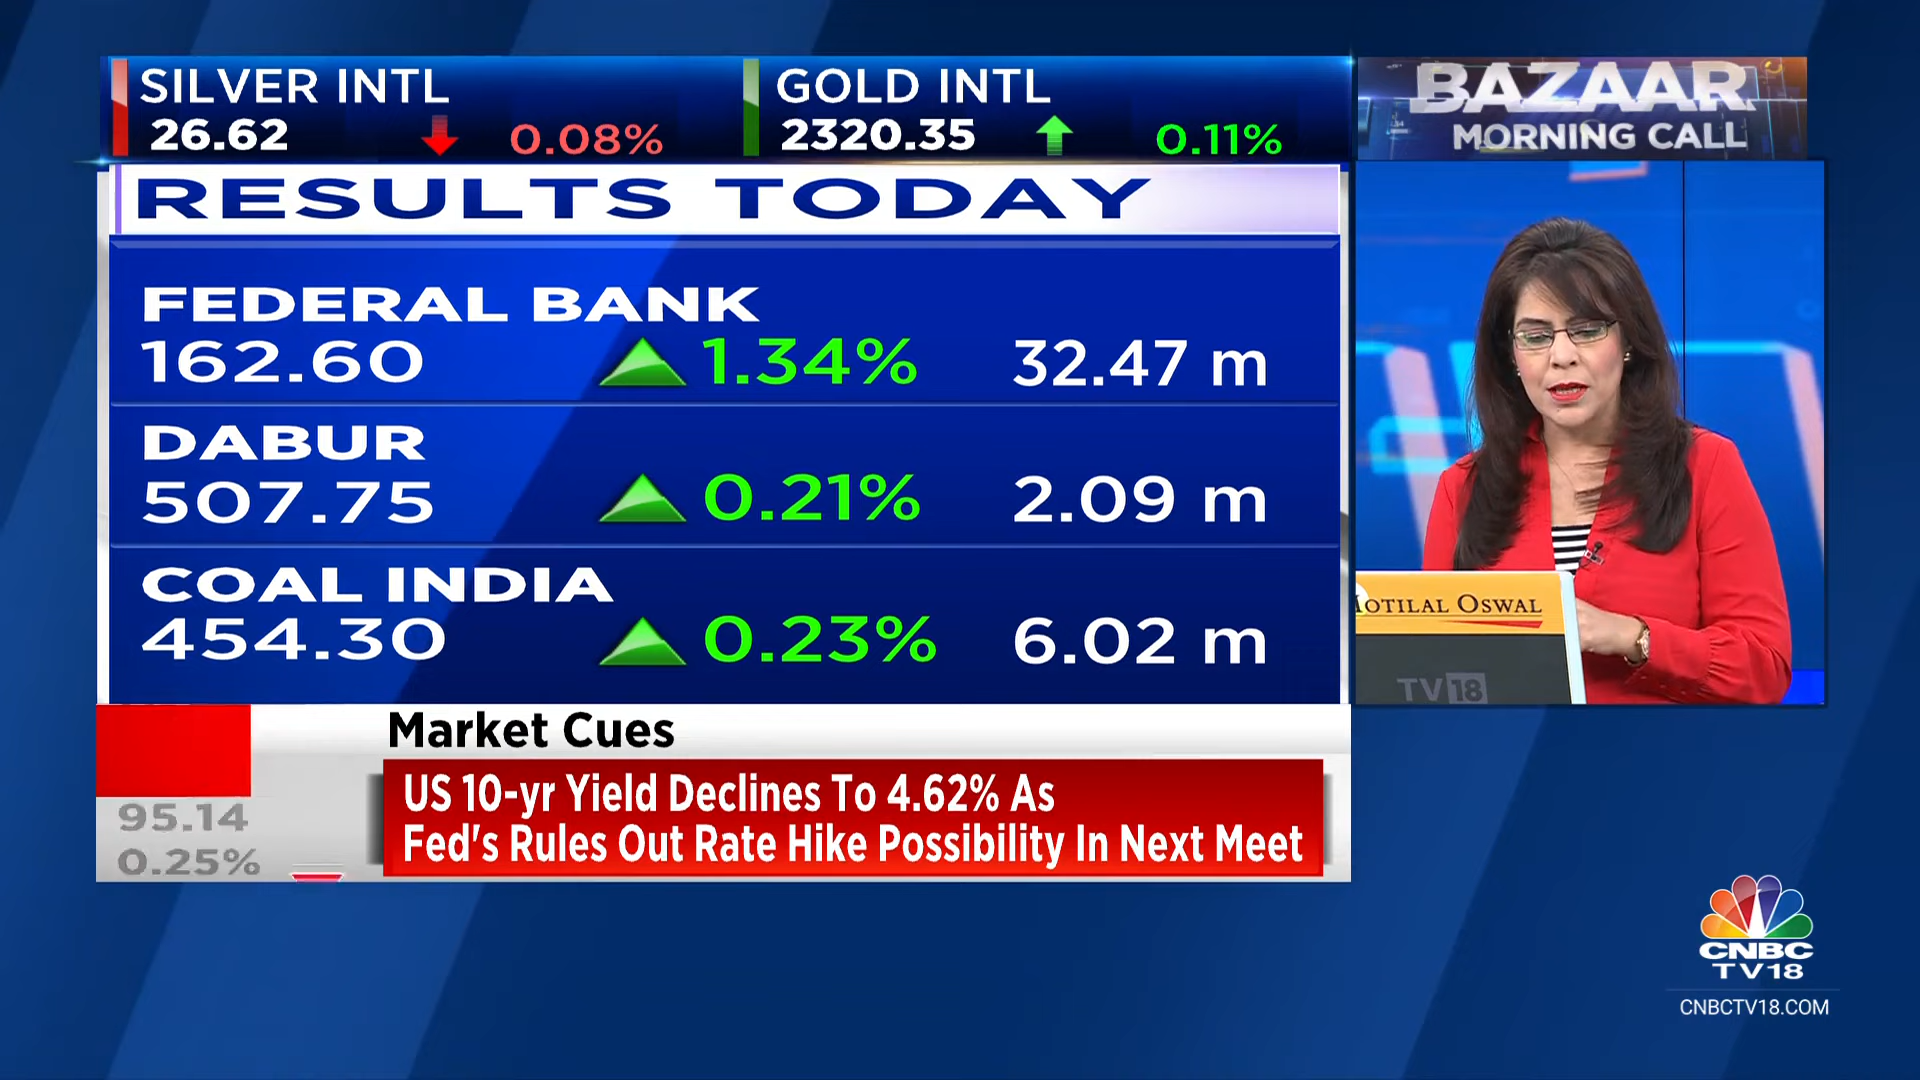 SILVER INTL
26.62 0.08%
GOLD INTL
2320.35 0.11%
BAZAAR
MORNING CALL
RESULTS TODAY
FEDERAL BANK
162.60 1.34% 32.47 m
DABUR
507.75 0.21% 2.09 m
COAL INDIA
454.30 0.23% 6.02 m
OTILAL OSWAL
TV18
Market Cues
US 10-yr Yield Declines To 4.62% As
Fed's Rules Out Rate Hike Possibility In Next Meet
95.14
0.25%
CNBC
TV18
CNBCTV18.COM